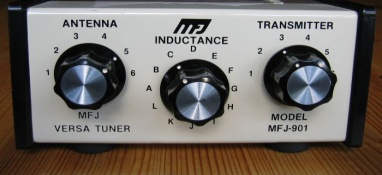 ANTENNA
MFJ
TRANSMITTER
INDUCTANCE
1 2 3 4 5 6
A B C D E F G H I J K L
1 2 3 4 5
MFJ
VERSA TUNER
MODEL
MFJ-901